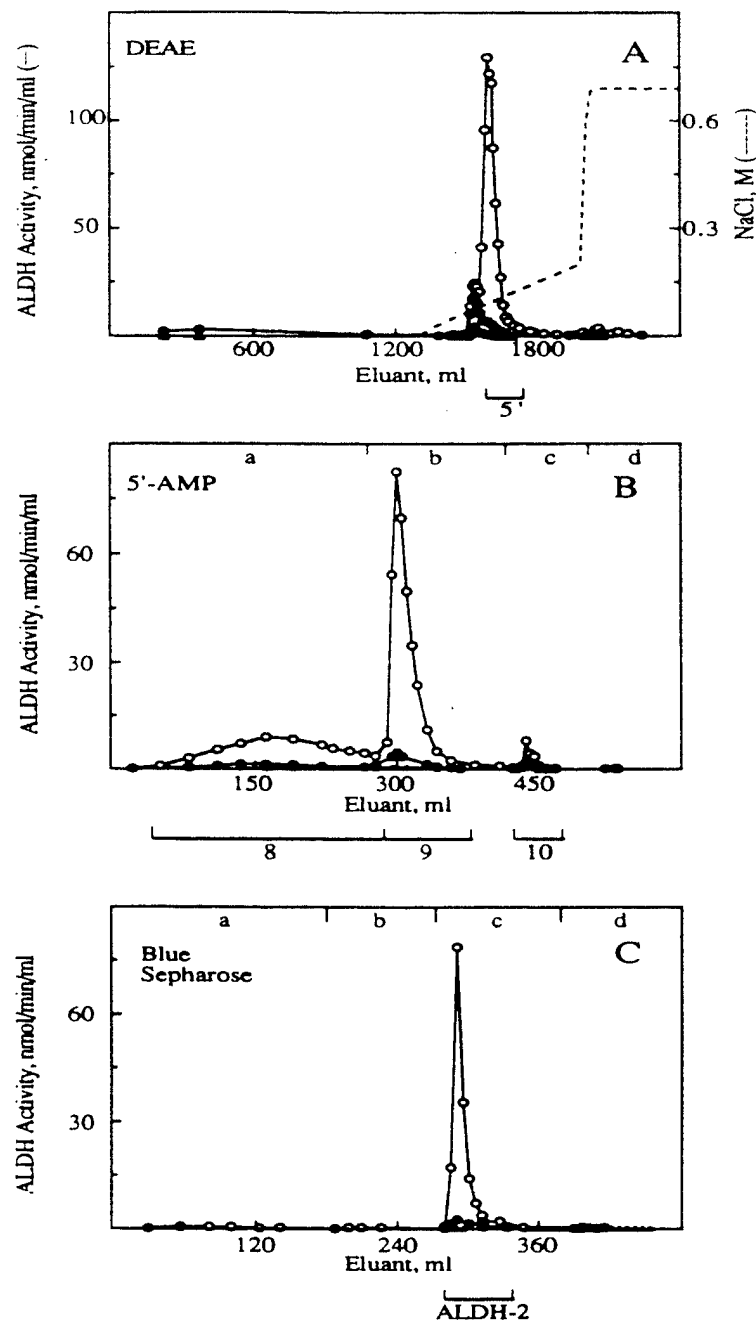 DEAE
A
ALDH Activity, nmol/min/ml (—)
100
50
NaCl, M (-----)
0.6
0.3
600 1200 1800
Eluant, ml
5'
a b c d
5'-AMP
B
ALDH Activity, nmol/min/ml
60
30
150 300 450
Eluant, ml
8 9 10
a b c d
Blue
Sepharose
C
ALDH Activity, nmol/min/ml
60
30
120 240 360
Eluant, ml
ALDH-2